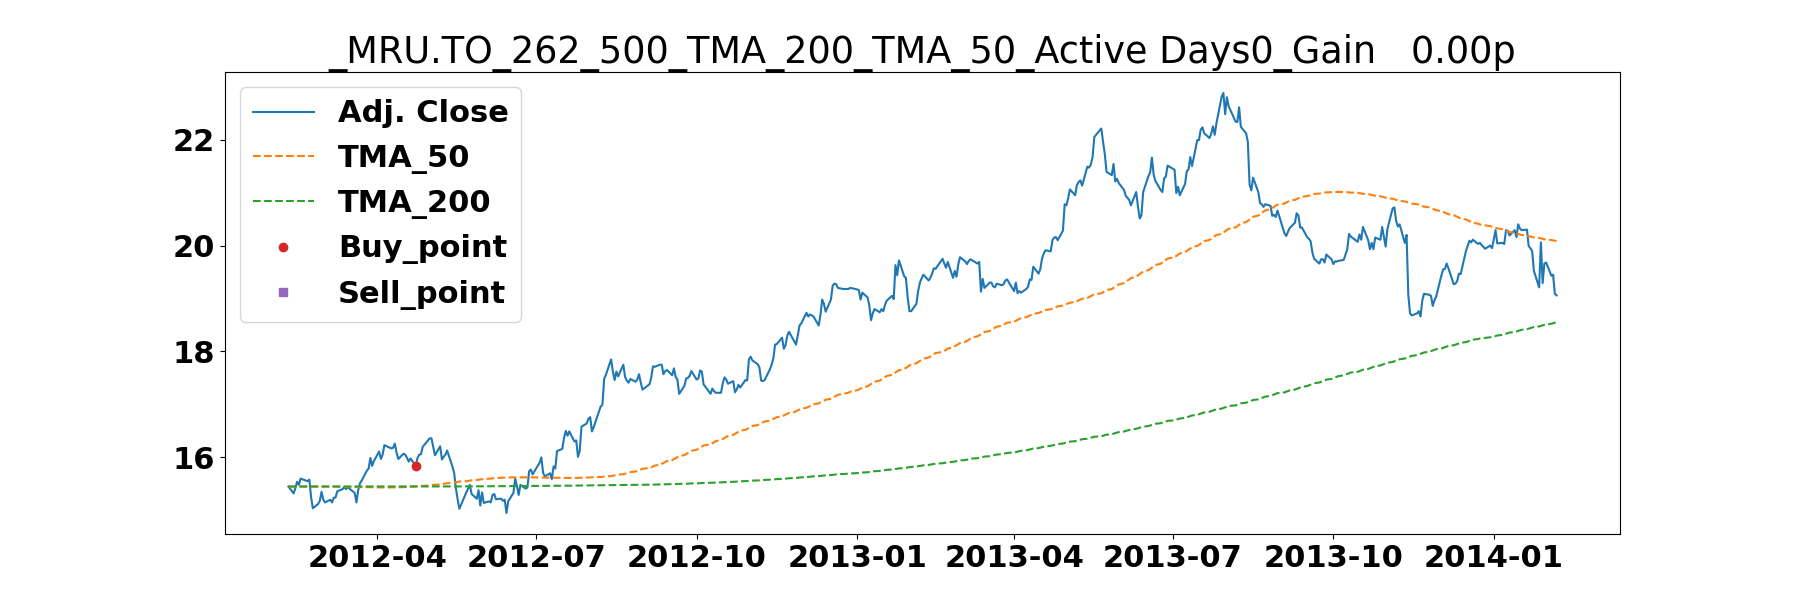 _MRU.TO_262_500_TMA_200_TMA_50_Active Days0_Gain   0.00p
Adj. Close
TMA_50
TMA_200
Buy_point
Sell_point
22
20
18
16
2012-04 2012-07 2012-10 2013-01 2013-04 2013-07 2013-10 2014-01